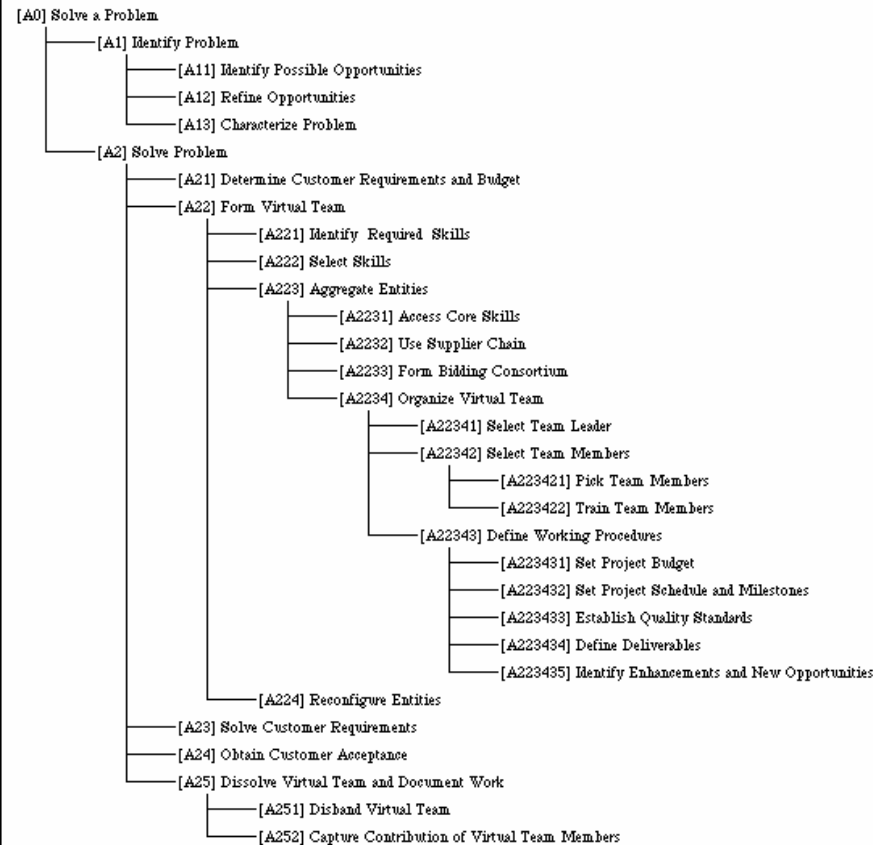 [A0] Solve a Problem
[A1] Identify Problem
[A11] Identify Possible Opportunities
[A12] Refine Opportunities
[A13] Characterize Problem
[A2] Solve Problem
[A21] Determine Customer Requirements and Budget
[A22] Form Virtual Team
[A221] Identify Required Skills
[A222] Select Skills
[A223] Aggregate Entities
[A2231] Access Core Skills
[A2232] Use Supplier Chain
[A2233] Form Bidding Consortium
[A2234] Organize Virtual Team
[A22341] Select Team Leader
[A22342] Select Team Members
[A223421] Pick Team Members
[A223422] Train Team Members
[A22343] Define Working Procedures
[A223431] Set Project Budget
[A223432] Set Project Schedule and Milestones
[A223433] Establish Quality Standards
[A223434] Define Deliverables
[A223435] Identify Enhancements and New Opportunities
[A224] Reconfigure Entities
[A23] Solve Customer Requirements
[A24] Obtain Customer Acceptance
[A25] Dissolve Virtual Team and Document Work
[A251] Disband Virtual Team
[A252] Capture Contribution of Virtual Team Members